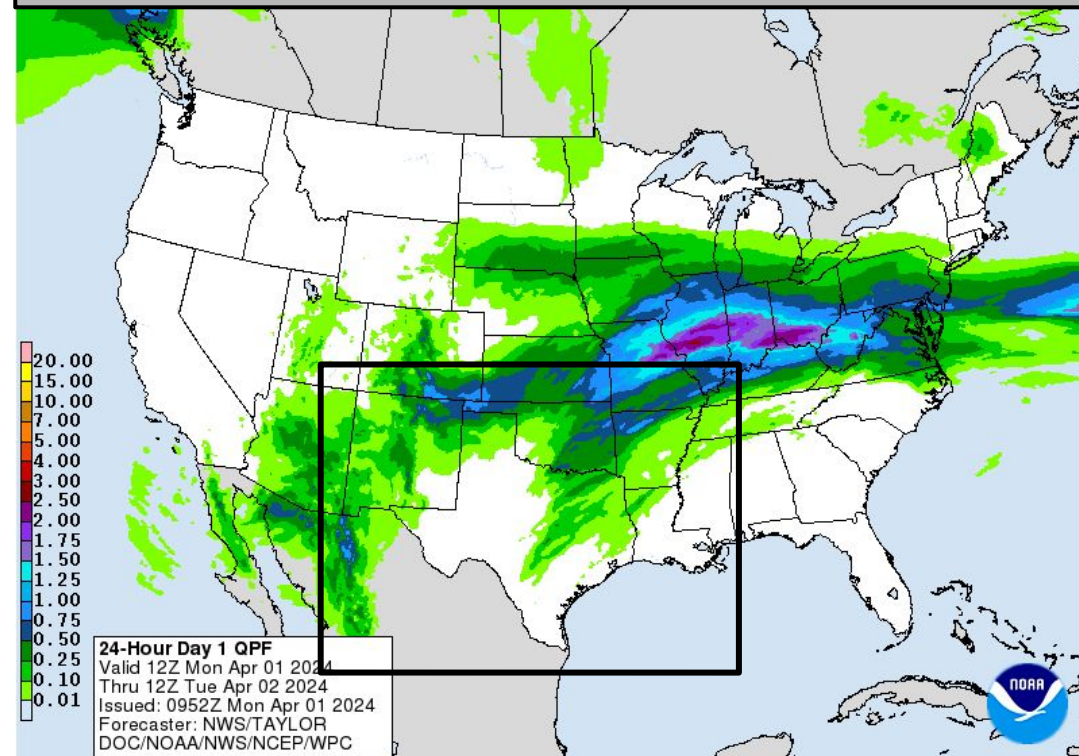 20.00
15.00
10.00
7.00
5.00
4.00
3.00
2.50
2.00
1.75
1.50
1.25
1.00
0.75
0.50
0.25
0.10
0.01
24-Hour Day 1 QPF
Valid 12Z Mon Apr 01 2024
Thru 12Z Tue Apr 02 2024
Issued: 0952Z Mon Apr 01 2024
Forecaster: NWS/TAYLOR
DOC/NOAA/NWS/NCEP/WPC
NOAA